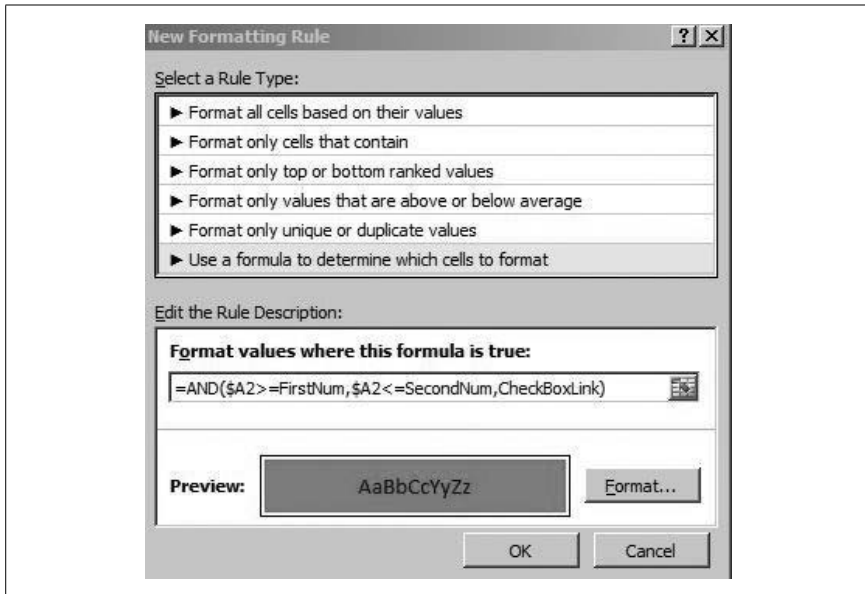 New Formatting Rule
Select a Rule Type:
► Format all cells based on their values
► Format only cells that contain
► Format only top or bottom ranked values
► Format only values that are above or below average
► Format only unique or duplicate values
► Use a formula to determine which cells to format
Edit the Rule Description:
Format values where this formula is true:
=AND($A2>=FirstNum,$A2<=SecondNum,CheckBoxLink)
Preview: AaBbCcYyZz Format...
OK Cancel